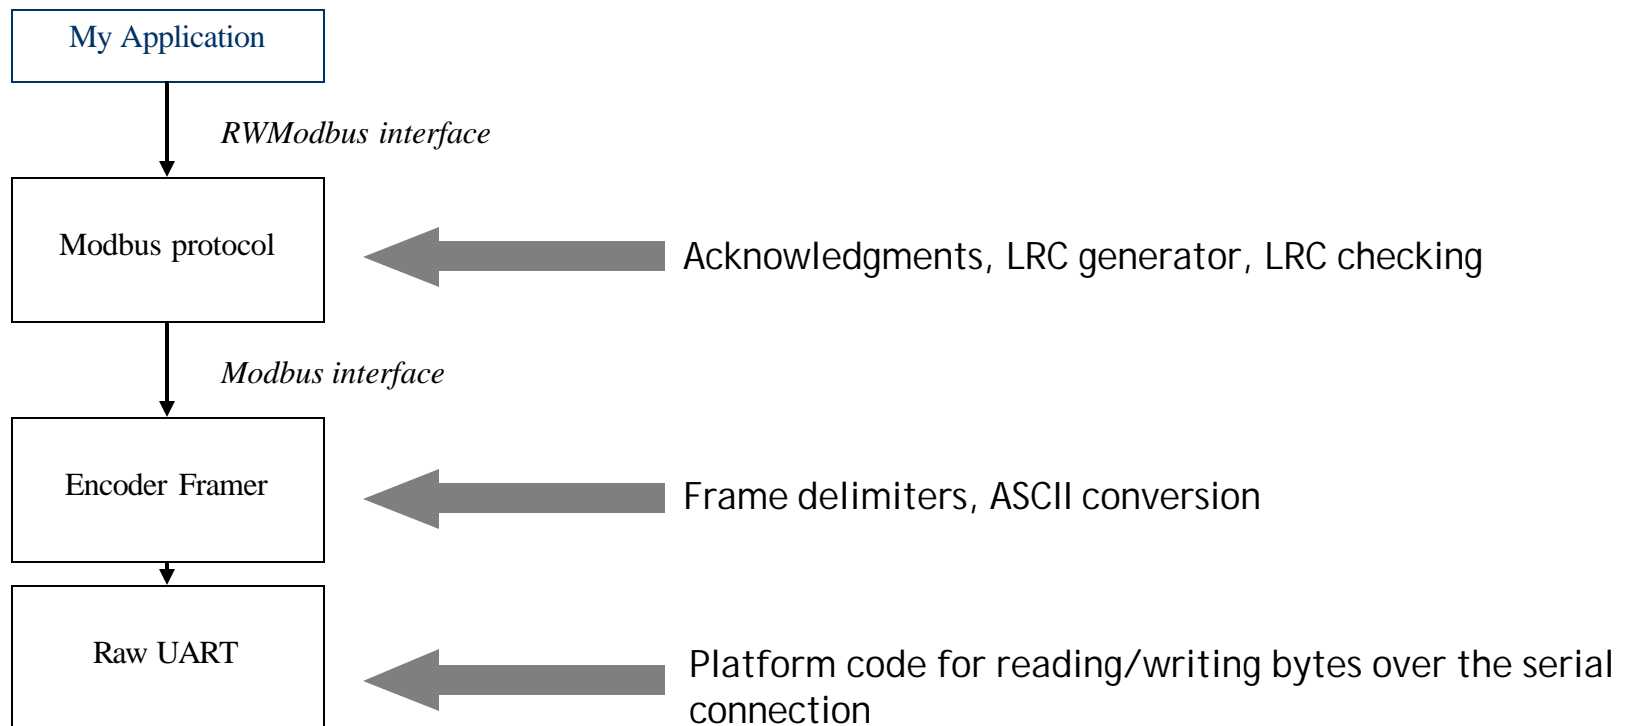 My Application
RWModbus interface
Modbus protocol
Acknowledgments, LRC generator, LRC checking
Modbus interface
Encoder Framer
Frame delimiters, ASCII conversion
Raw UART
Platform code for reading/writing bytes over the serial
connection